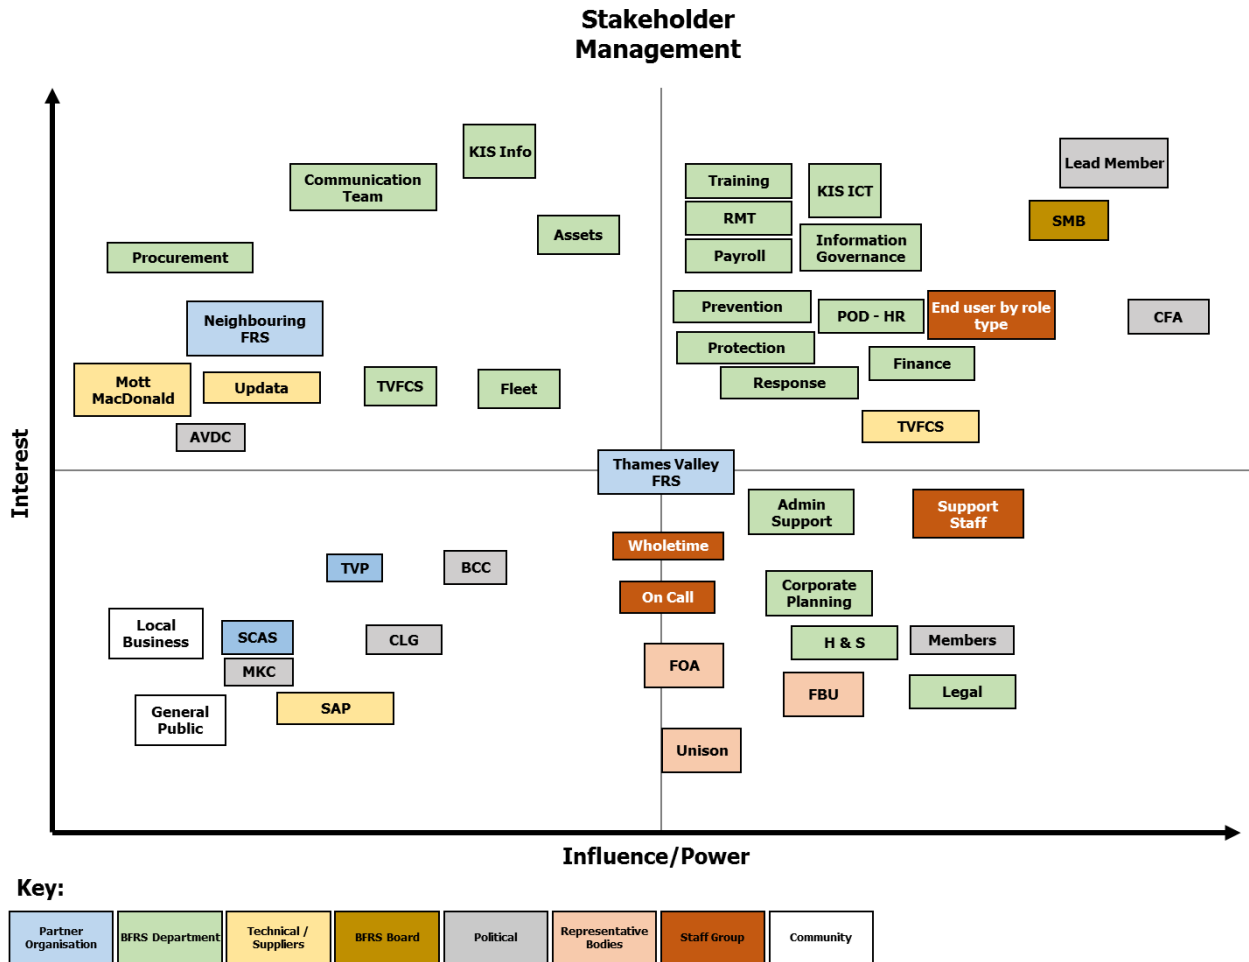 Stakeholder
Management
KIS Info
Communication
Team
Assets
Procurement
Neighbouring
FRS
Mott
MacDonald
Updata
TVFCS
Fleet
AVDC
Training
KIS ICT
Lead Member
RMT
SMB
Payroll
Information
Governance
Prevention
POD - HR
End user by role
type
CFA
Protection
Finance
Response
TVFCS
Thames Valley
FRS
Interest
Admin
Support
Support
Staff
Wholetime
TVP
BCC
On Call
Corporate
Planning
Local
Business
SCAS
CLG
H & S
Members
MKC
FOA
FBU
Legal
General
Public
SAP
Unison
Influence/Power
Key:
Partner
Organisation
BFRS Department
Technical /
Suppliers
BFRS Board
Political
Representative
Bodies
Staff Group
Community